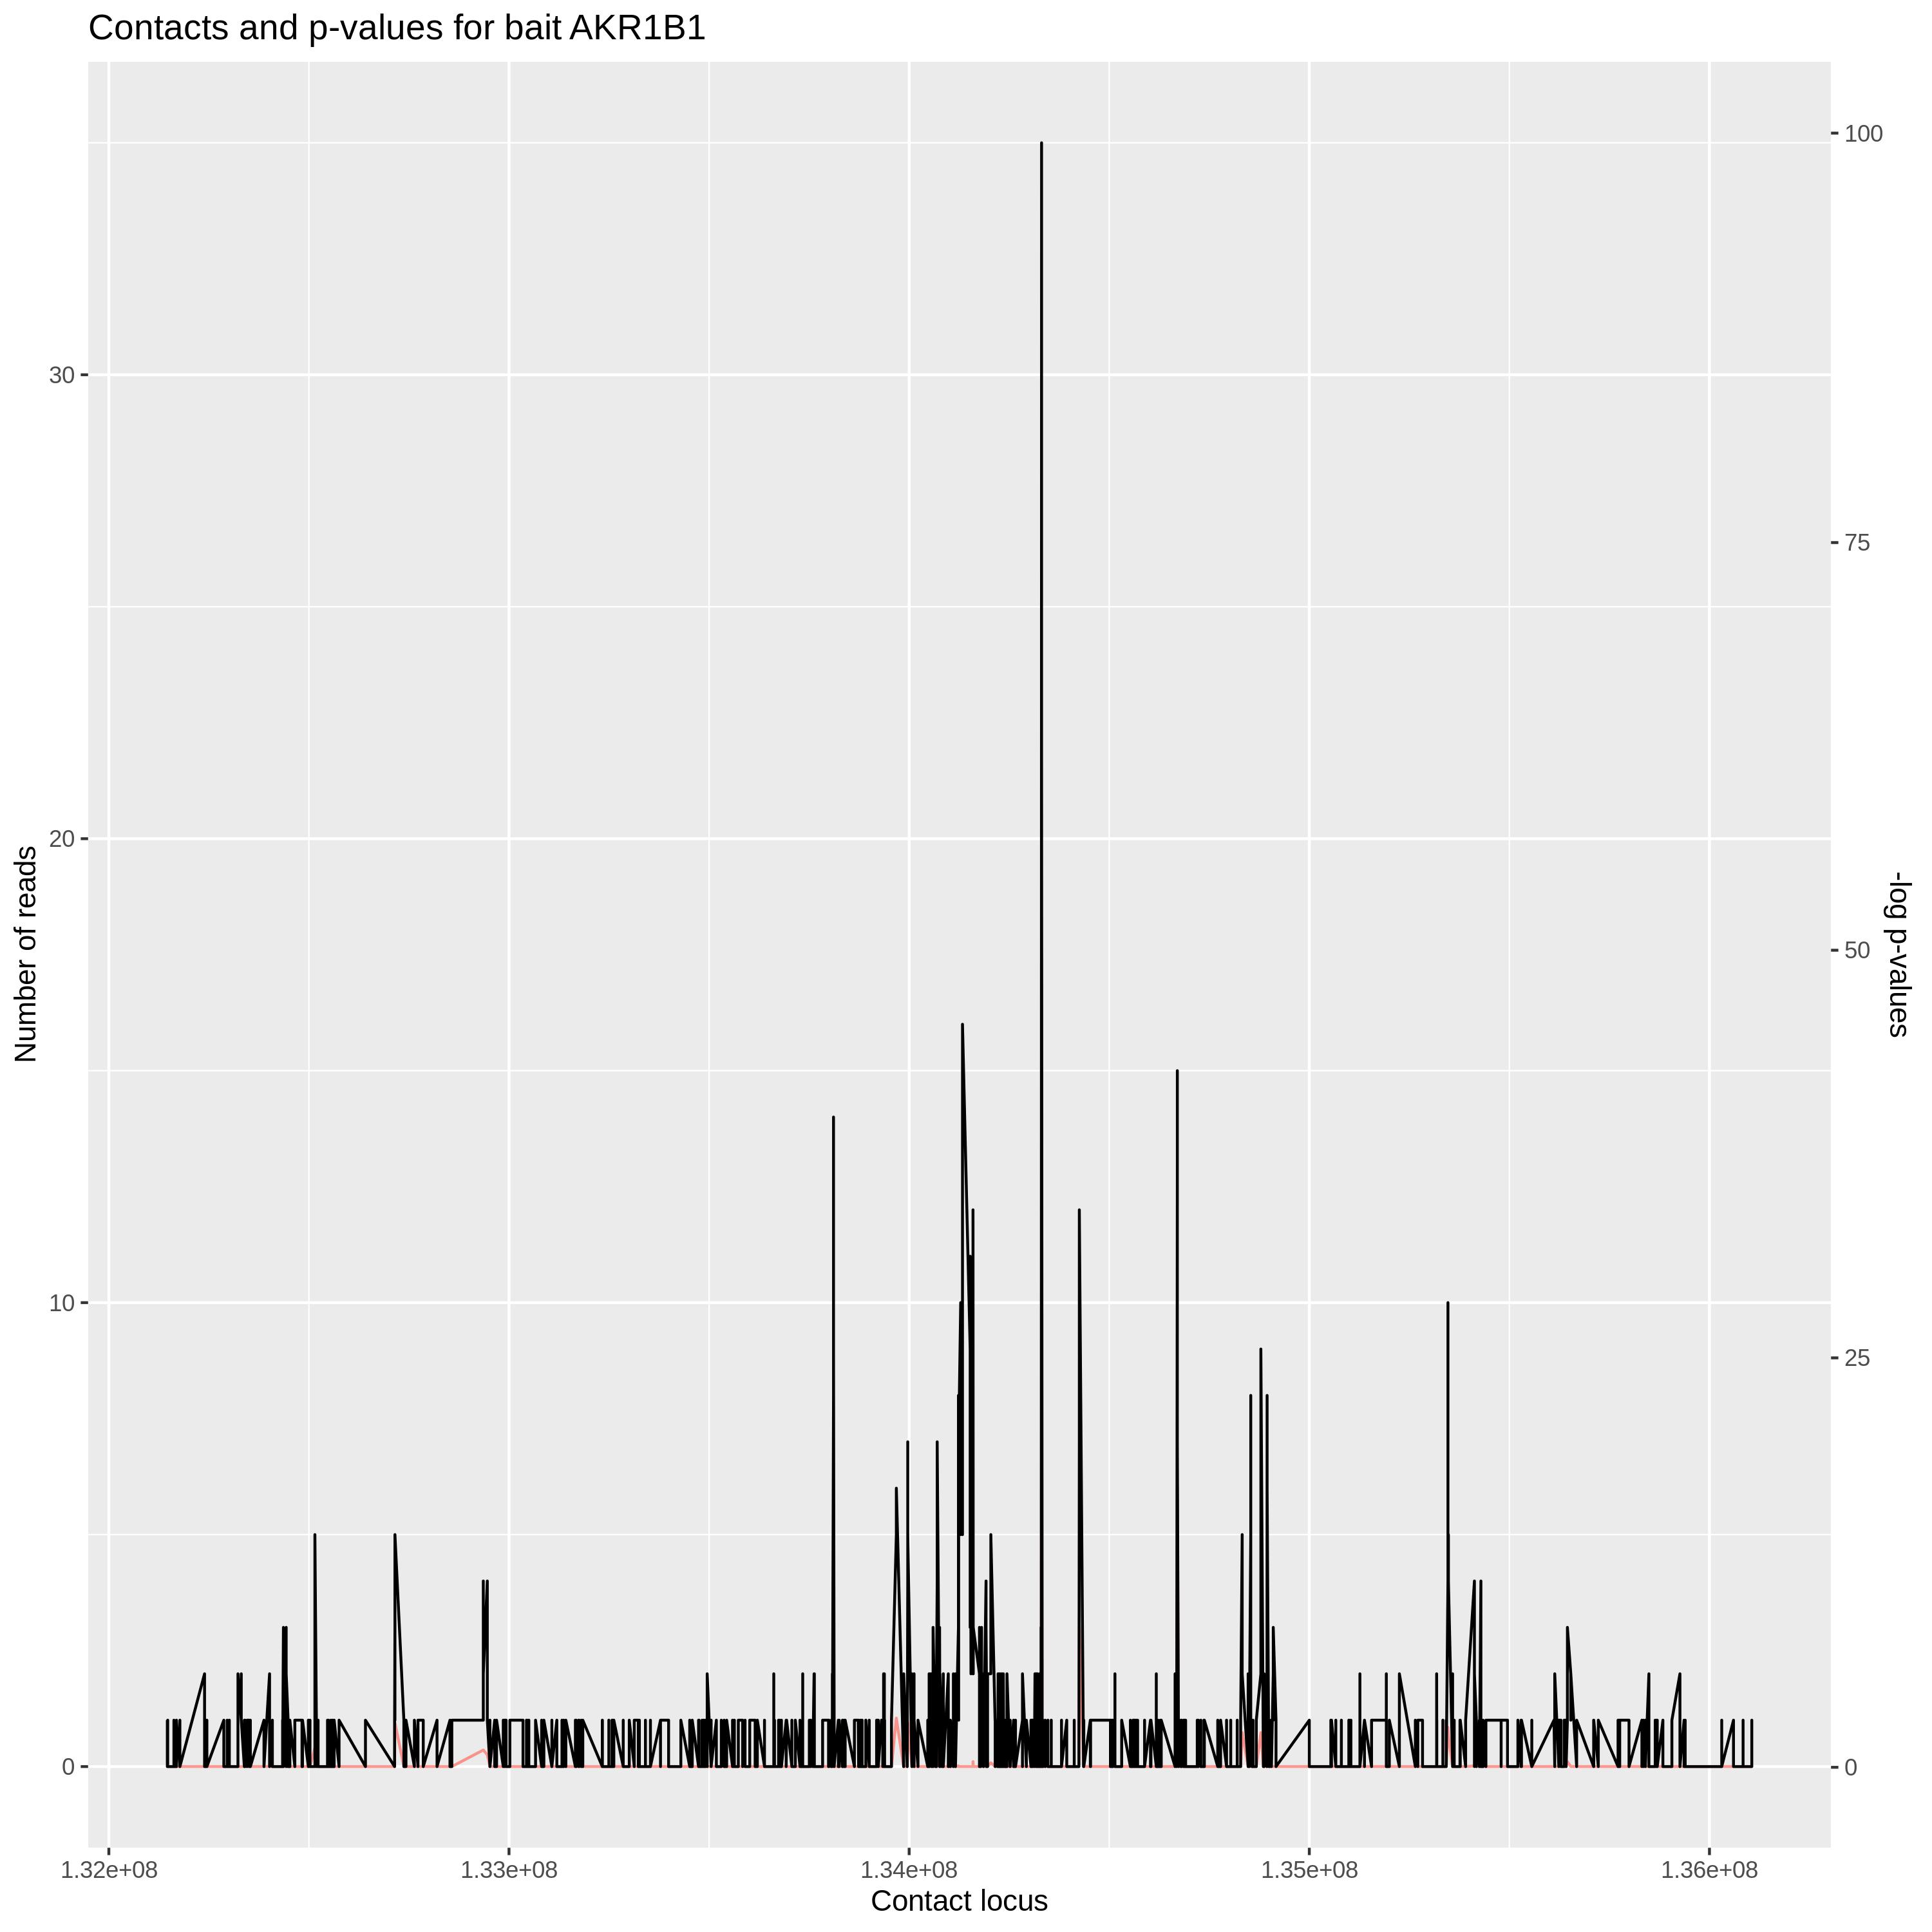 Contacts and p-values for bait AKR1B1
Number of reads
30
20
10
0
100
75
50
25
0
-log p-values
1.32e+08
1.33e+08
1.34e+08
1.35e+08
1.36e+08
Contact locus